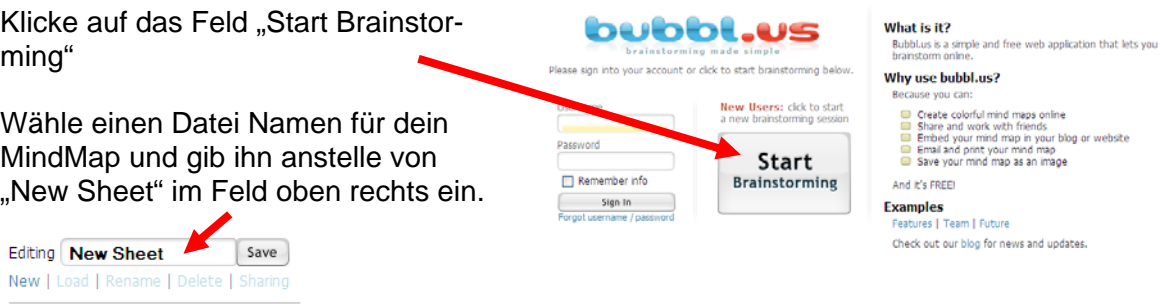 Klicke auf das Feld „Start Brainstor-
ming“
Wähle einen Datei Namen für dein
MindMap und gib ihn anstelle von
„New Sheet“ im Feld oben rechts ein.
Editing New Sheet Save
New | Load | Rename | Delete | Sharing
bubbl.us
brainstorming made simple
Please sign into your account or click to start brainstorming below.
Password
Remember info
Sign In
Forgot username / password
New Users: click to start
a new brainstorming session
Start
Brainstorming
What is it?
Bubbl.us is a simple and free web application that lets you
brainstorm online.
Why use bubbl.us?
Because you can:
Create colorful mind maps online
Share and work with friends
Embed your mind map in your blog or website
Email and print your mind map
Save your mind map as an image
And it's FREE!
Examples
Features | Team | Future
Check out our blog for news and updates.